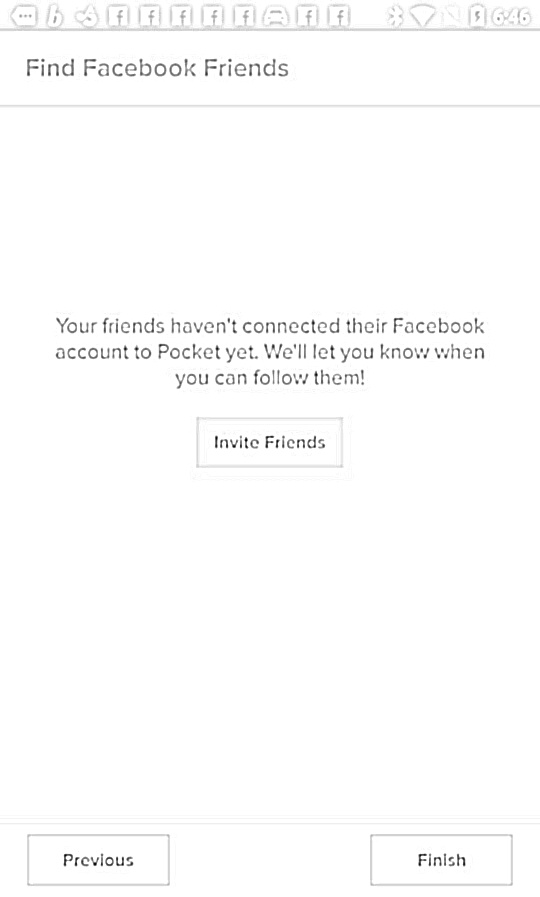 6:46
Find Facebook Friends
Your friends haven't connected their Facebook
account to Pocket yet. We'll let you know when
you can follow them!
Invite Friends
Previous
Finish